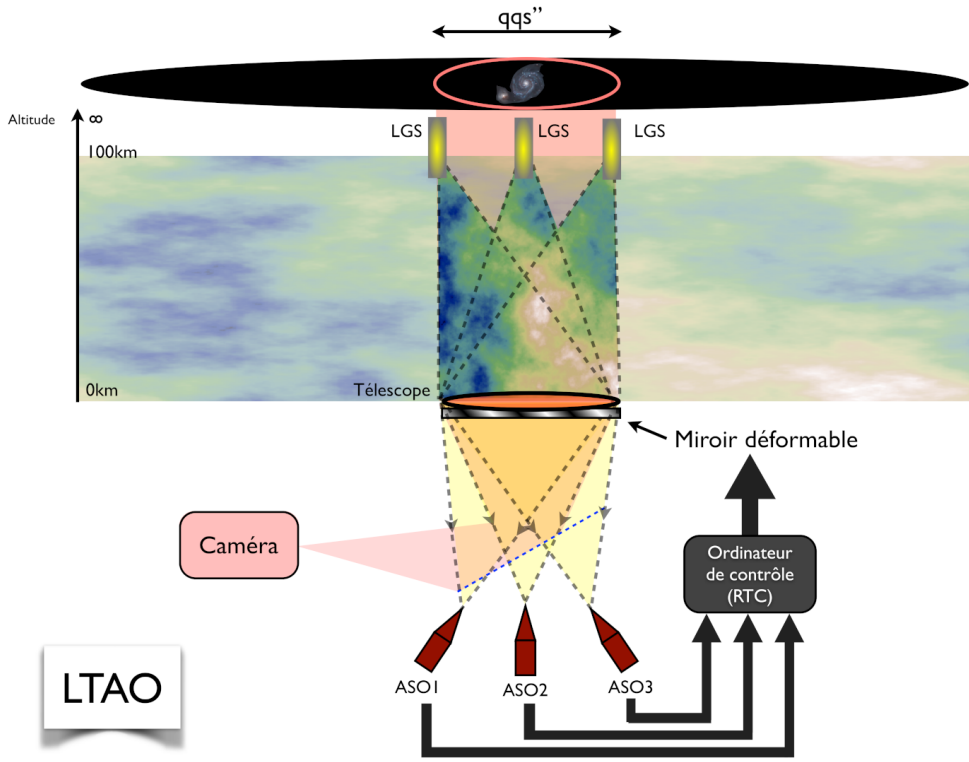 qqs”
Altitude
∞
LGS
LGS
LGS
100km
0km
Télescope
Miroir déformable
Caméra
Ordinateur
de contrôle
(RTC)
LTAO
ASO1
ASO2
ASO3